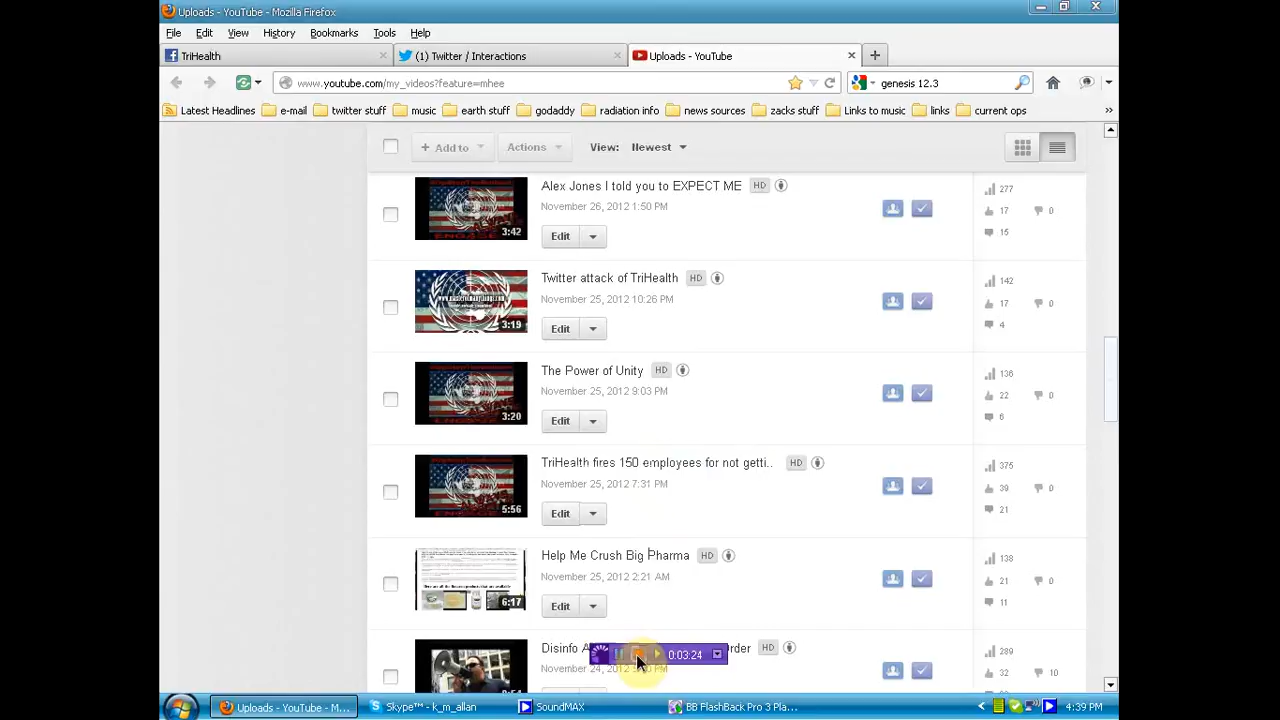 Uploads - YouTube - Mozilla Firefox
File Edit View History Bookmarks Tools Help
TriHealth
(1) Twitter / Interactions
Uploads - YouTube
www.youtube.com/my_videos?feature=mhee
genesis 12.3
Latest Headlines e-mail twitter stuff music earth stuff godaddy radiation info news sources zacks stuff Links to music links current ops »
+ Add to Actions View: Newest
Alex Jones I told you to EXPECT ME HD
277
November 26, 2012 1:50 PM
17 0
3:42
Edit
15
Twitter attack of TriHealth HD
142
November 25, 2012 10:26 PM
17 0
3:19
Edit
4
The Power of Unity HD
136
November 25, 2012 9:03 PM
22 0
3:20
Edit
6
TriHealth fires 150 employees for not getti.. HD
375
November 25, 2012 7:31 PM
39 0
5:56
Edit
21
Help Me Crush Big Pharma HD
138
November 25, 2012 2:21 AM
21 0
6:17
Edit
11
Disinfo rder HD
289
0:03:24
November 24, 2012 PM
32 10
Uploads - YouTube - M...
Skype™ - k_m_allan
SoundMAX
BB FlashBack Pro 3 Pla...
4:39 PM